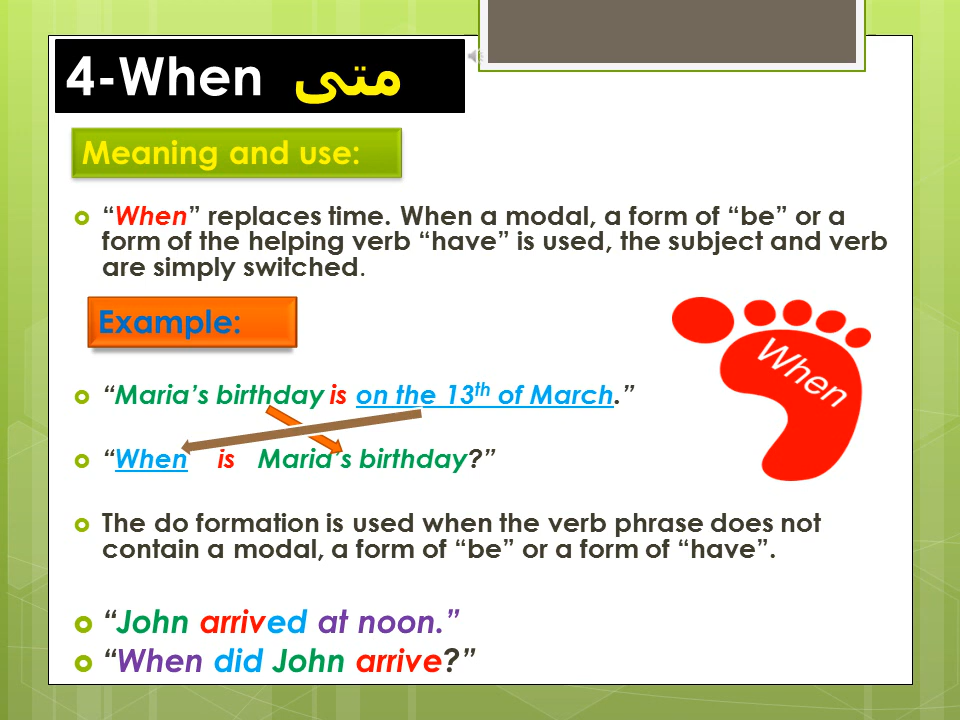 4-When متى
Meaning and use:
“When” replaces time. When a modal, a form of “be” or a
form of the helping verb “have” is used, the subject and verb
are simply switched.
Example:
When
“Maria’s birthday is on the 13th of March.”
“When is Maria’s birthday?”
The do formation is used when the verb phrase does not
contain a modal, a form of “be” or a form of “have”.
“John arrived at noon.”
“When did John arrive?”